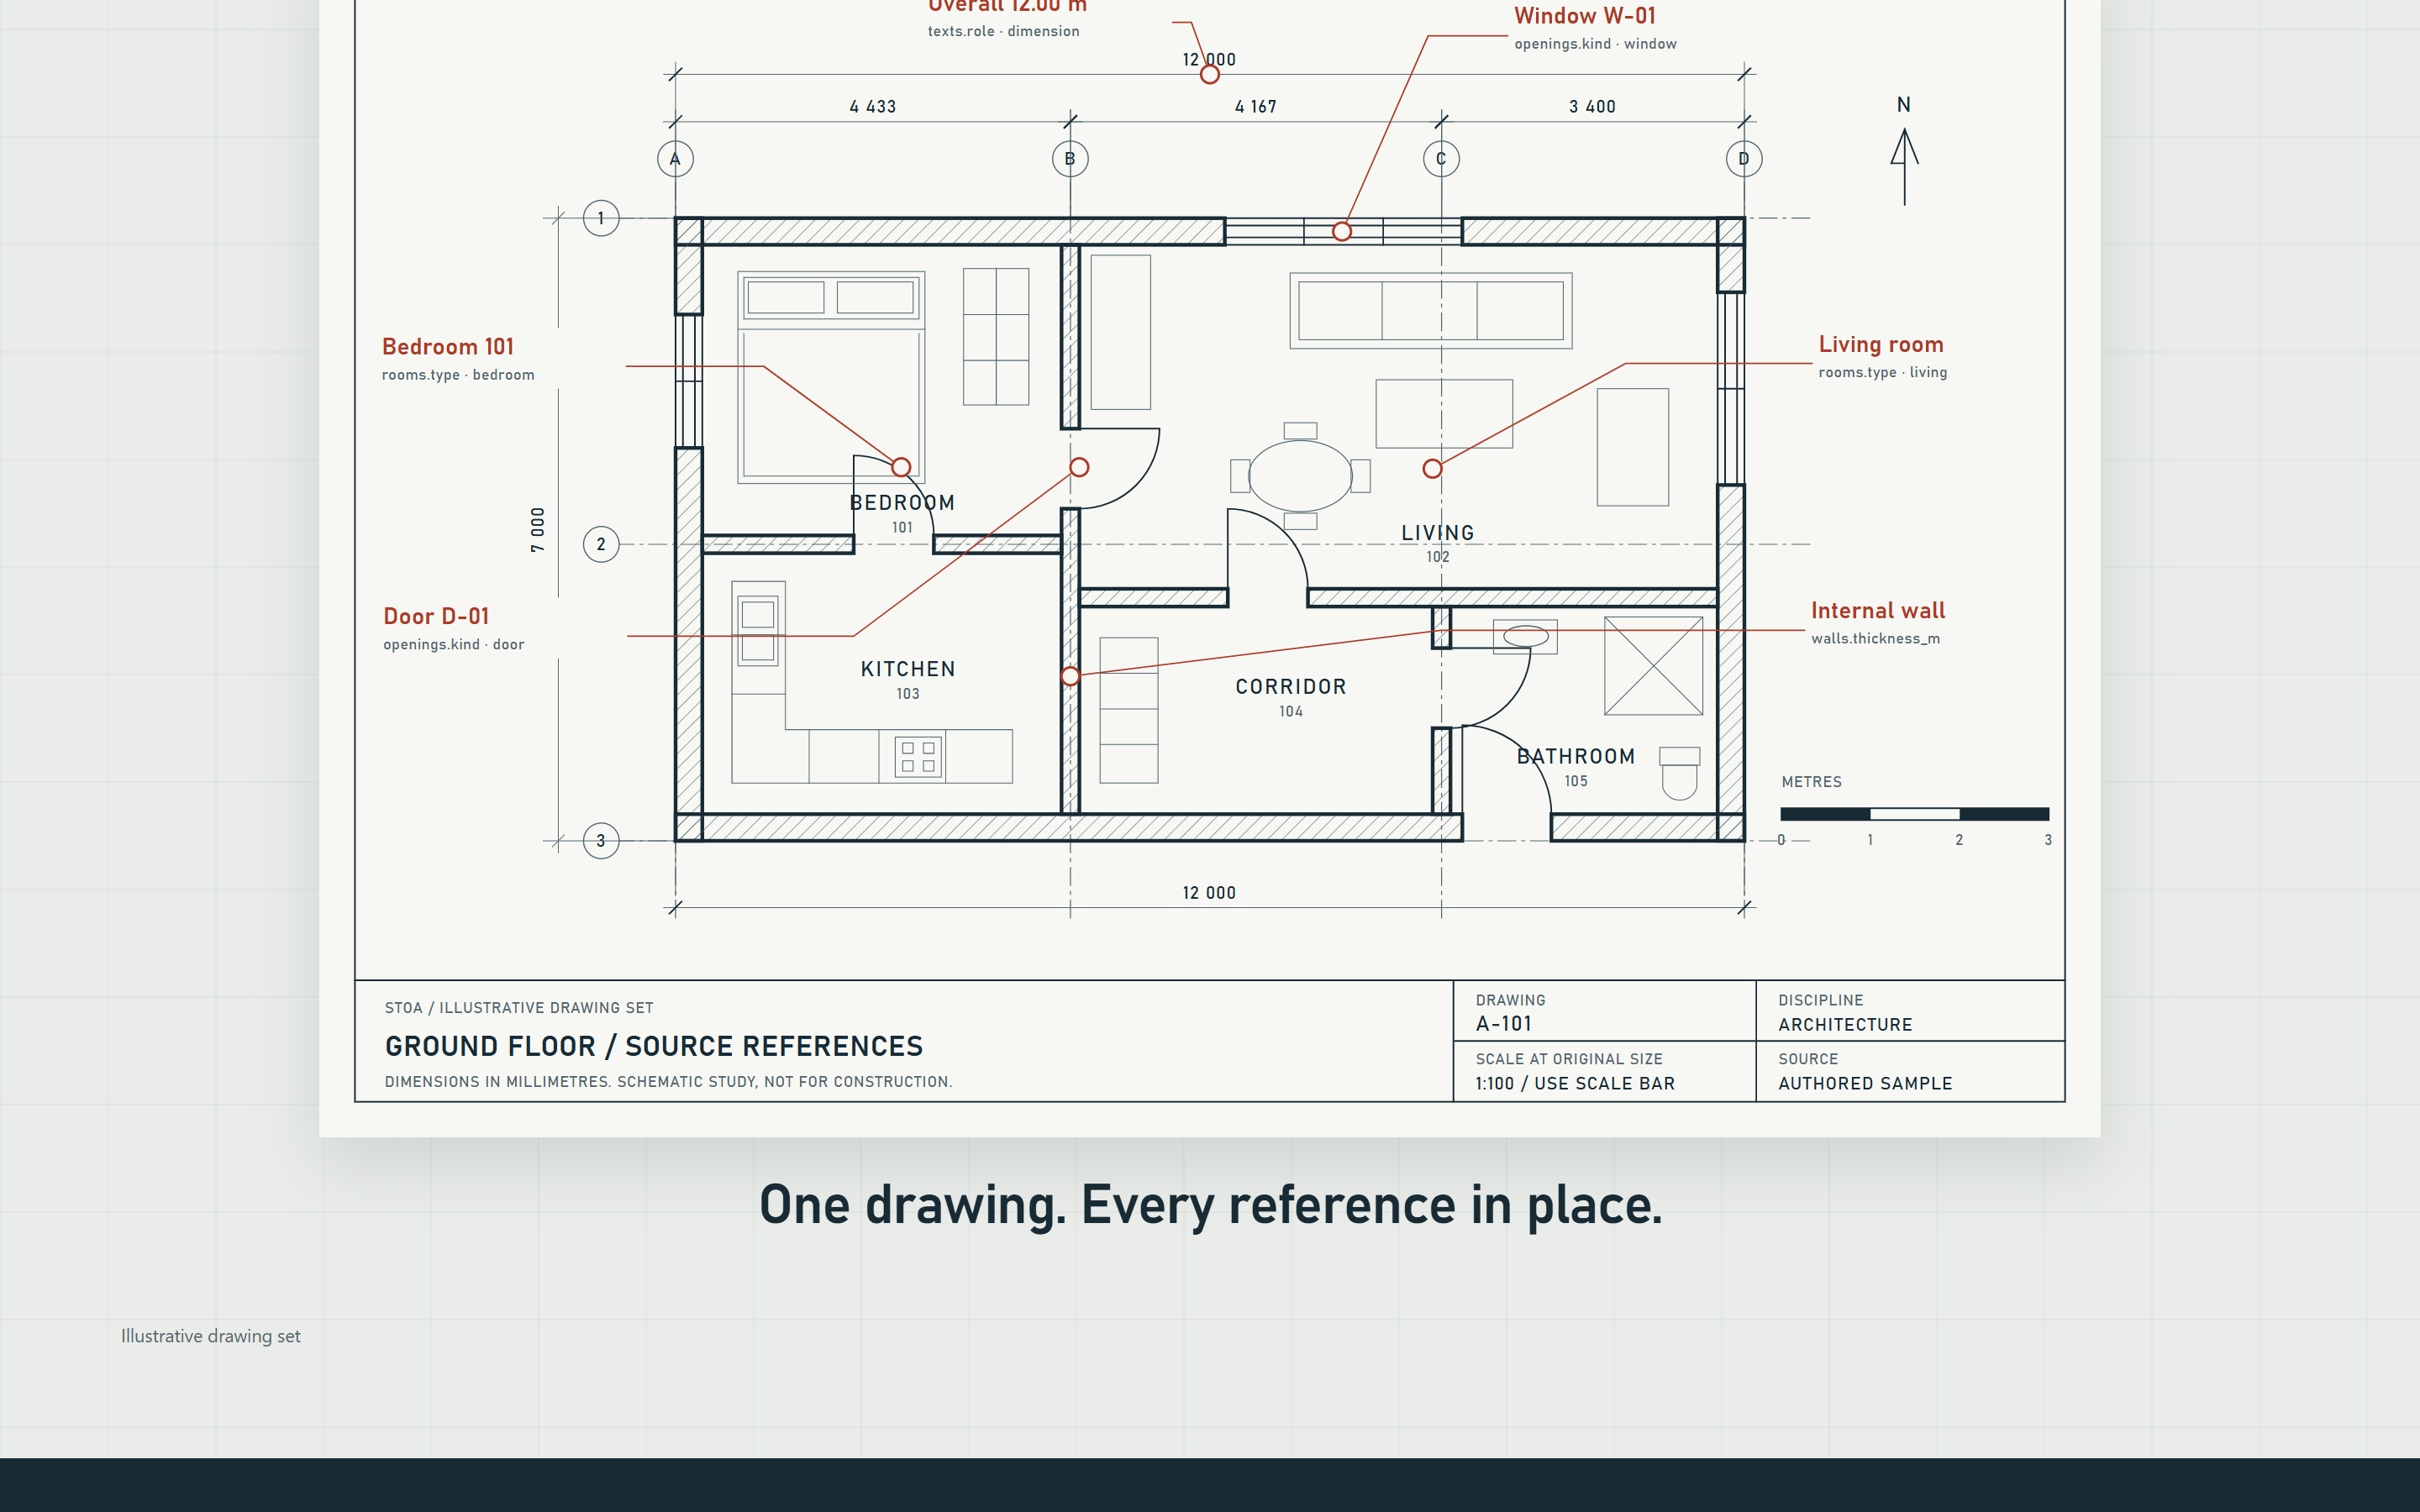 Overall 12.00 m
texts.role · dimension
Window W-01
openings.kind · window
12 000
4 433
4 167
3 400
N
A
B
C
D
1
Bedroom 101
rooms.type · bedroom
Living room
rooms.type · living
BEDROOM
101
7 000
2
LIVING
102
Door D-01
openings.kind · door
Internal wall
walls.thickness_m
KITCHEN
103
CORRIDOR
104
BATHROOM
105
METRES
0 1 2 3
3
12 000
STOA / ILLUSTRATIVE DRAWING SET
GROUND FLOOR / SOURCE REFERENCES
DIMENSIONS IN MILLIMETRES. SCHEMATIC STUDY, NOT FOR CONSTRUCTION.
DRAWING
A-101
DISCIPLINE
ARCHITECTURE
SCALE AT ORIGINAL SIZE
1:100 / USE SCALE BAR
SOURCE
AUTHORED SAMPLE
One drawing. Every reference in place.
Illustrative drawing set